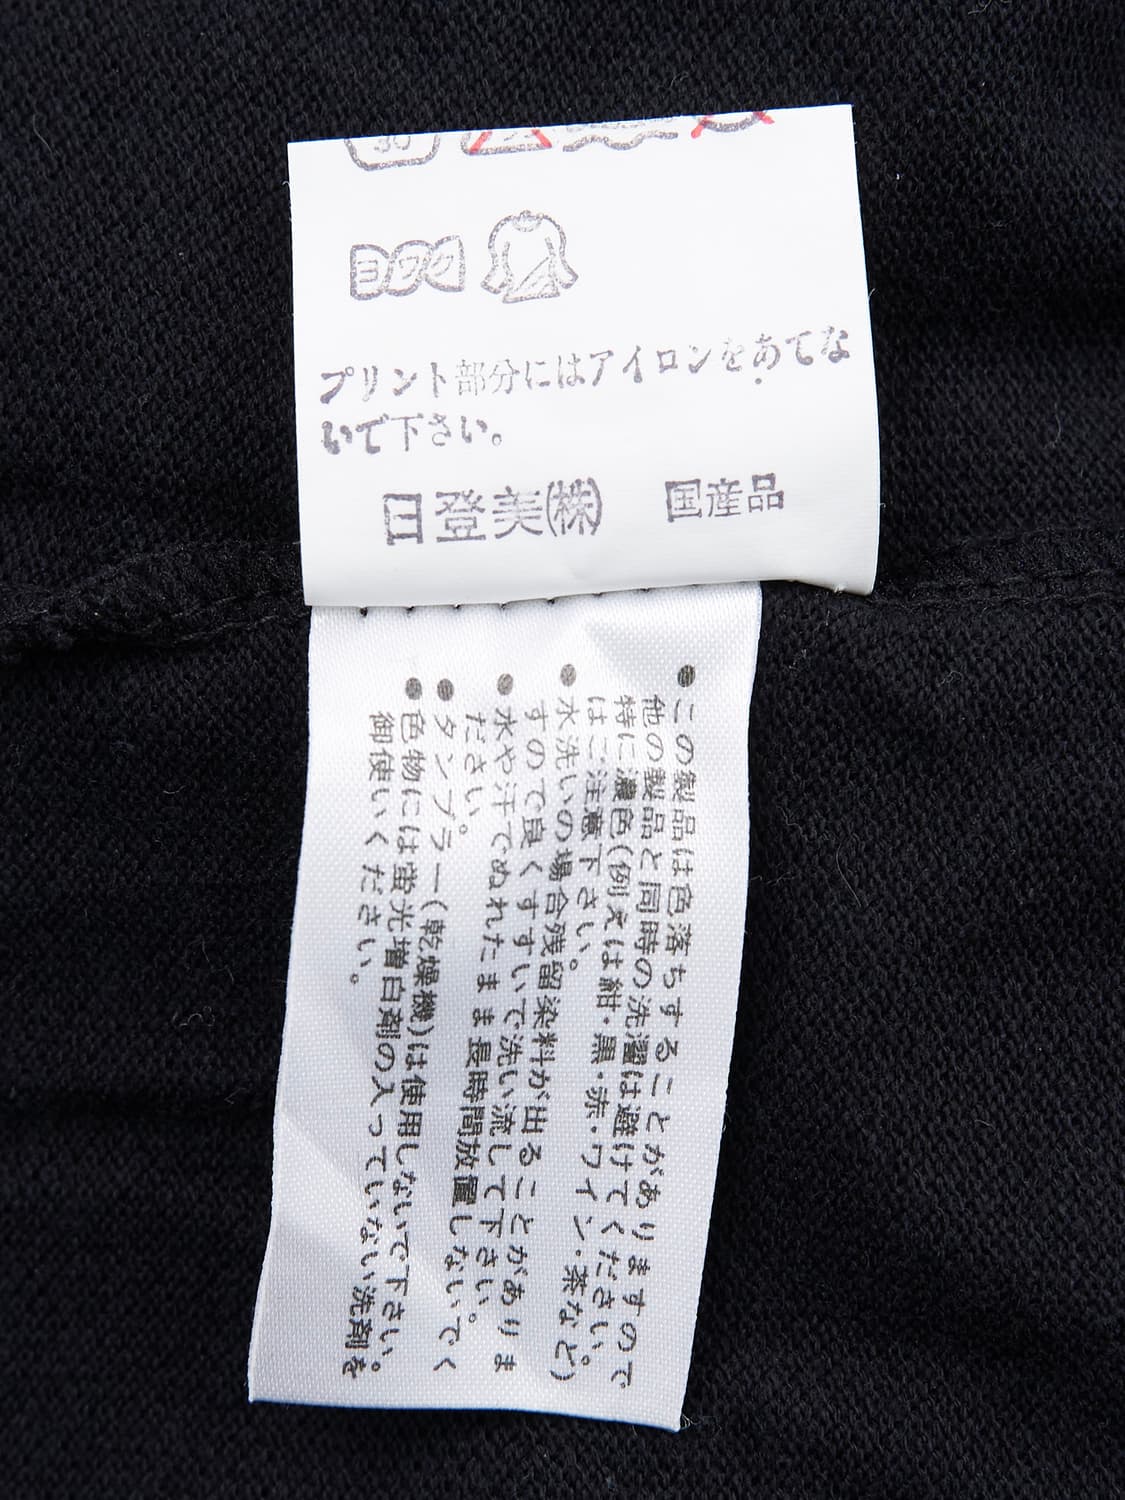 30
ヨワク
プリント部分にはアイロンをあてな
いで下さい。
日登美㈱ 国産品
●この製品は色落ちすることがありますので
他の製品と同時の洗濯は避けてください。
特に濃色(例えば紺・黒・赤・ワイン・茶など)
はご注意下さい。
●水洗いの場合残留染料が出ることがありま
すので良くすすいで洗い流して下さい。
●水や汗でぬれたまま長時間放置しないでく
ださい。
●タンブラー(乾燥機)は使用しないで下さい。
●色物には蛍光増白剤の入っていない洗剤を
御使いください。